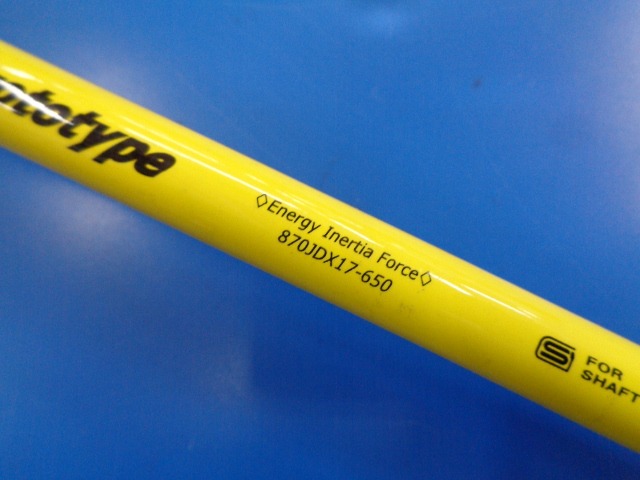 ototype
◇Energy Inertia Force◇
870JDX17-650
S FOR
SHAFT